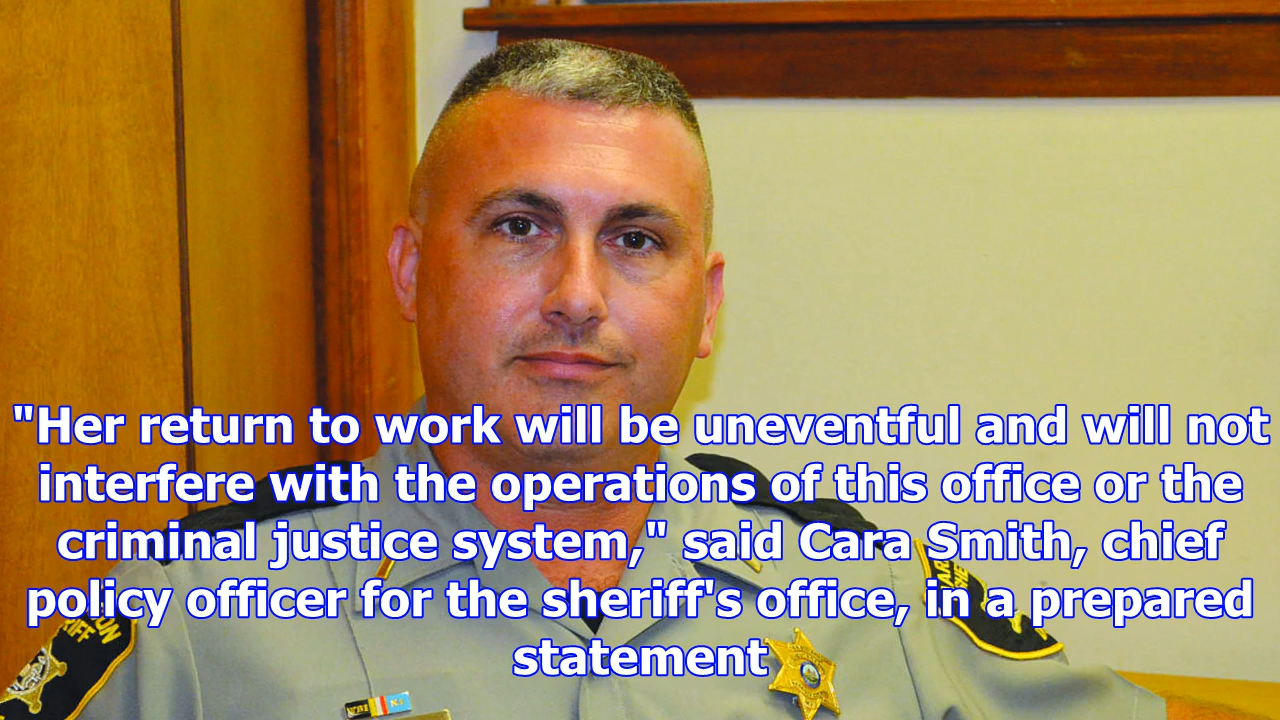 "Her return to work will be uneventful and will not
interfere with the operations of this office or the
criminal justice system," said Cara Smith, chief
policy officer for the sheriff's office, in a prepared
statement